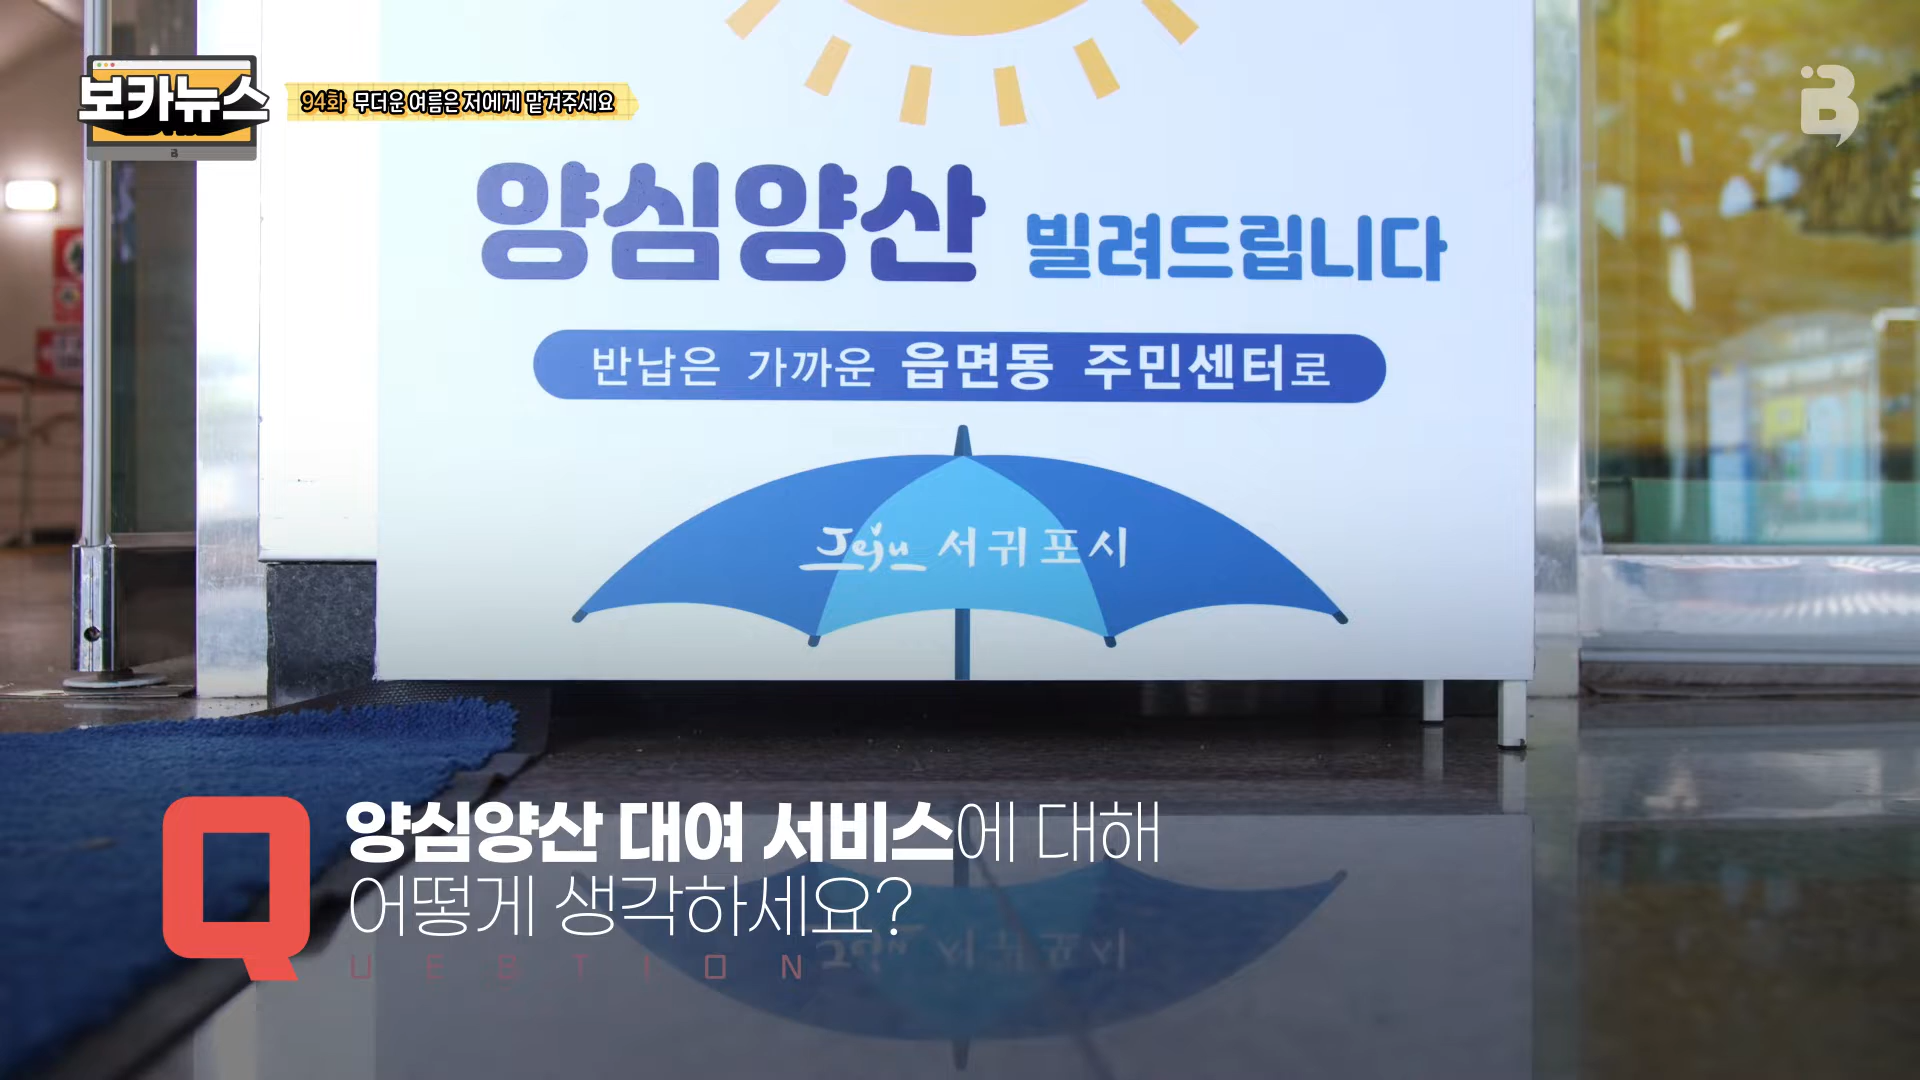 보카뉴스
94화 무더운 여름은 저에게 맡겨주세요
B
양심양산 빌려드립니다
반납은 가까운 읍면동 주민센터로
Jeju 서귀포시
Q 양심양산 대여 서비스에 대해
어떻게 생각하세요?
UESTION